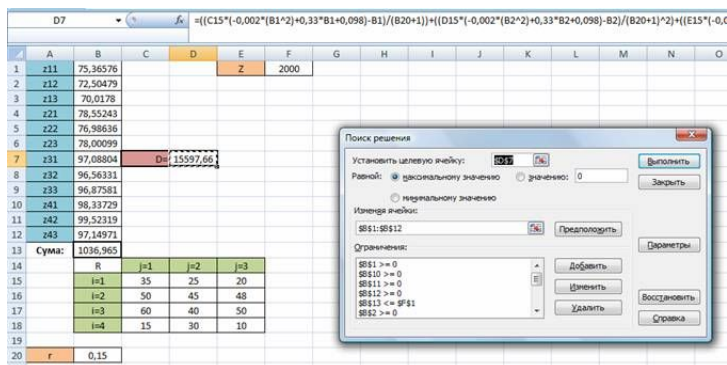 D7 fx =((C15*(-0,002*(B1^2)+0,33*B1+0,098)-B1)/(B20+1))+((D15*(-0,002*(B2^2)+0,33*B2+0,098)-B2)/(B20+1)^2)+((E15*(-0,0
A B C D E F G H I J K L M N O
1 z11 75,36576 Z 2000
2 z12 72,50479
3 z13 70,0178
4 z21 78,55243
5 z22 76,98636
6 z23 78,00099
7 z31 97,08804 D= 15597,66
8 z32 96,56331
9 z33 96,87581
10 z41 98,33729
11 z42 99,52319
12 z43 97,14971
13 Сума: 1036,965
14 R j=1 j=2 j=3
15 i=1 35 25 20
16 i=2 50 45 48
17 i=3 60 40 50
18 i=4 15 30 10
19
20 r 0,15
Поиск решения
Установить целевую ячейку: $D$7 Выполнить
Равной: максимальному значению значению: 0 Закрыть
минимальному значению
Изменяя ячейки:
$B$1:$B$12 Предположить
Ограничения: Параметры
$B$1 >= 0 Добавить
$B$10 >= 0
$B$11 >= 0 Изменить
$B$12 >= 0 Восстановить
$B$13 <= $F$1 Удалить
$B$2 >= 0 Справка